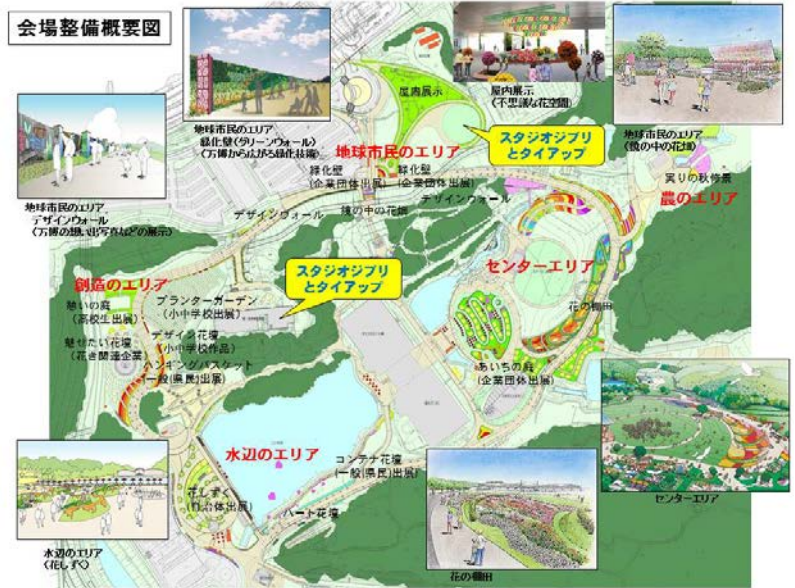 会場整備概要図
地球市民のエリア
緑化壁(グリーンウォール)
〈万博から広がる緑化技術〉
屋内展示
屋内展示
〈不思議な花空間〉
地球市民のエリア
〈鏡の中の花畑〉
スタジオジブリ
とタイアップ
地球市民のエリア
緑化壁
(企業団体出展)
緑化壁
(企業団体出展)
実りの秋修景
農のエリア
地球市民のエリア
デザインウォール
〈万博の想い出写真などの展示〉
デザインウォール
鏡の中の花畑
デザインウォール
創造のエリア
スタジオジブリ
とタイアップ
センターエリア
憩いの庭
(高校生出展)
プランターガーデン
(小中学校出展)
花の棚田
魅せたい花壇
(花き関連企業)
デザイン花壇
(小中学校作品)
ハンギングバスケット
一般(県民)出展)
あいちの庭
(企業団体出展)
水辺のエリア
コンテナ花壇
(一般(県民)出展)
花しずく
(自治体出展)
ハート花壇
センターエリア
水辺のエリア
〈花しずく〉
花の棚田